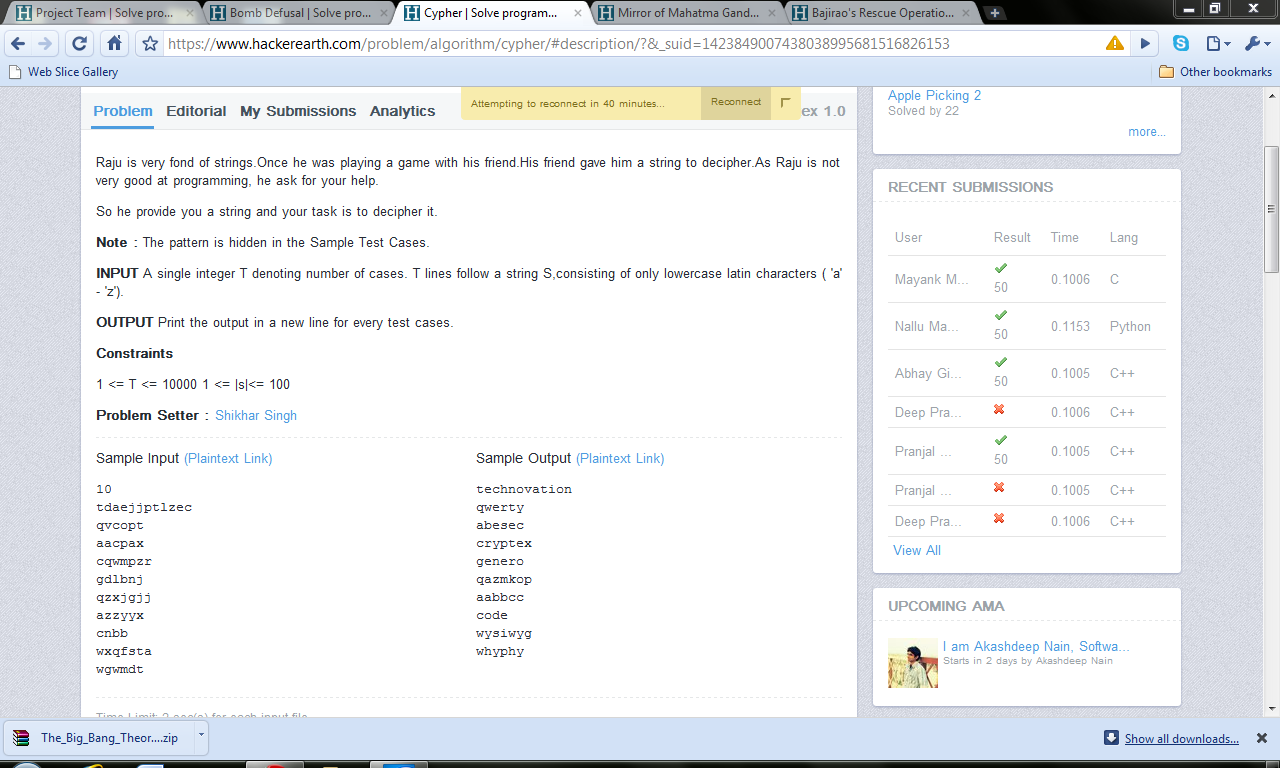 Project Team | Solve pro...
Bomb Defusal | Solve pro...
Cypher | Solve program...
Mirror of Mahatma Gand...
Bajirao's Rescue Operatio...
https://www.hackerearth.com/problem/algorithm/cypher/#description/?&_suid=142384900743803899568151682​6153
Web Slice Gallery
Other bookmarks
Problem Editorial My Submissions Analytics
Attempting to reconnect in 40 minutes... Reconnect
ex 1.0
Raju is very fond of strings.Once he was playing a game with his friend.His friend gave him a string to decipher.As Raju is not
very good at programming, he ask for your help.
So he provide you a string and your task is to decipher it.
Note : The pattern is hidden in the Sample Test Cases.
INPUT A single integer T denoting number of cases. T lines follow a string S,consisting of only lowercase latin characters ( 'a'
- 'z').
OUTPUT Print the output in a new line for every test cases.
Constraints
1 <= T <= 10000 1 <= |s|<= 100
Problem Setter : Shikhar Singh
Sample Input (Plaintext Link)
10
tdaejjptlzec
qvcopt
aacpax
cqwmpzr
gdlbnj
qzxjgjj
azzyyx
cnbb
wxqfsta
wgwmdt
Sample Output (Plaintext Link)
technovation
qwerty
abesec
cryptex
genero
qazmkop
aabbcc
code
wysiwyg
whyphy
Time Limit: 2 sec(s) for each input file
Apple Picking 2
Solved by 22
more...
RECENT SUBMISSIONS
User Result Time Lang
Mayank M... 50 0.1006 C
Nallu Ma... 50 0.1153 Python
Abhay Gi... 50 0.1005 C++
Deep Pra... 0.1006 C++
Pranjal ... 50 0.1005 C++
Pranjal ... 0.1005 C++
Deep Pra... 0.1006 C++
View All
UPCOMING AMA
I am Akashdeep Nain, Softwa...
Starts in 2 days by Akashdeep Nain
The_Big_Bang_Theor....zip
Show all downloads...